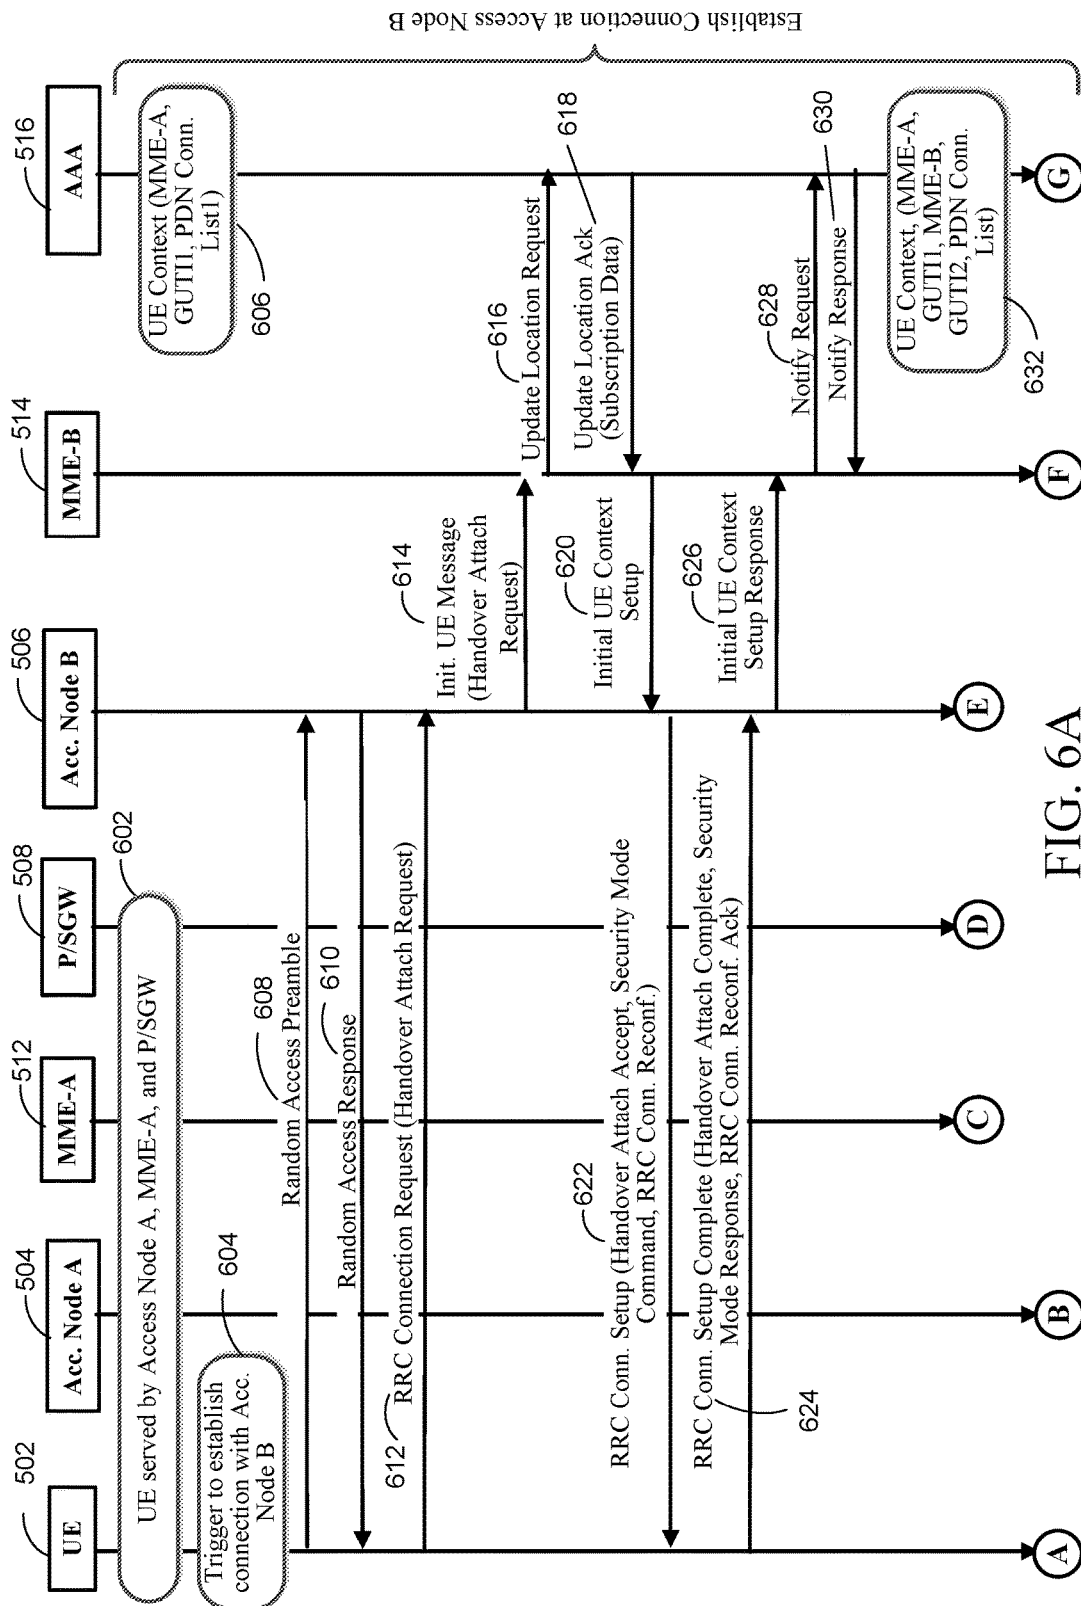 502
UE
504
Acc. Node A
512
MME-A
508
P/SGW
506
Acc. Node B
514
MME-B
516
AAA
UE served by Access Node A, MME-A, and P/SGW
602
UE Context (MME-A,
GUTI1, PDN Conn.
List1)
606
Trigger to establish
connection with Acc.
Node B
604
Random Access Preamble
608
Random Access Response
610
612
RRC Connection Request (Handover Attach Request)
614
Init. UE Message
(Handover Attach
Request)
616
Update Location Request
618
Update Location Ack
(Subscription Data)
620
Initial UE Context
Setup
622
RRC Conn. Setup (Handover Attach Accept, Security Mode
Command, RRC Conn. Reconf.)
RRC Conn. Setup Complete (Handover Attach Complete, Security
Mode Response, RRC Conn. Reconf. Ack)
624
626
Initial UE Context
Setup Response
628
Notify Request
630
Notify Response
UE Context, (MME-A,
GUTI1, MME-B,
GUTI2, PDN Conn.
List)
632
Establish Connection at Access Node B
A
B
C
D
E
F
G
FIG. 6A